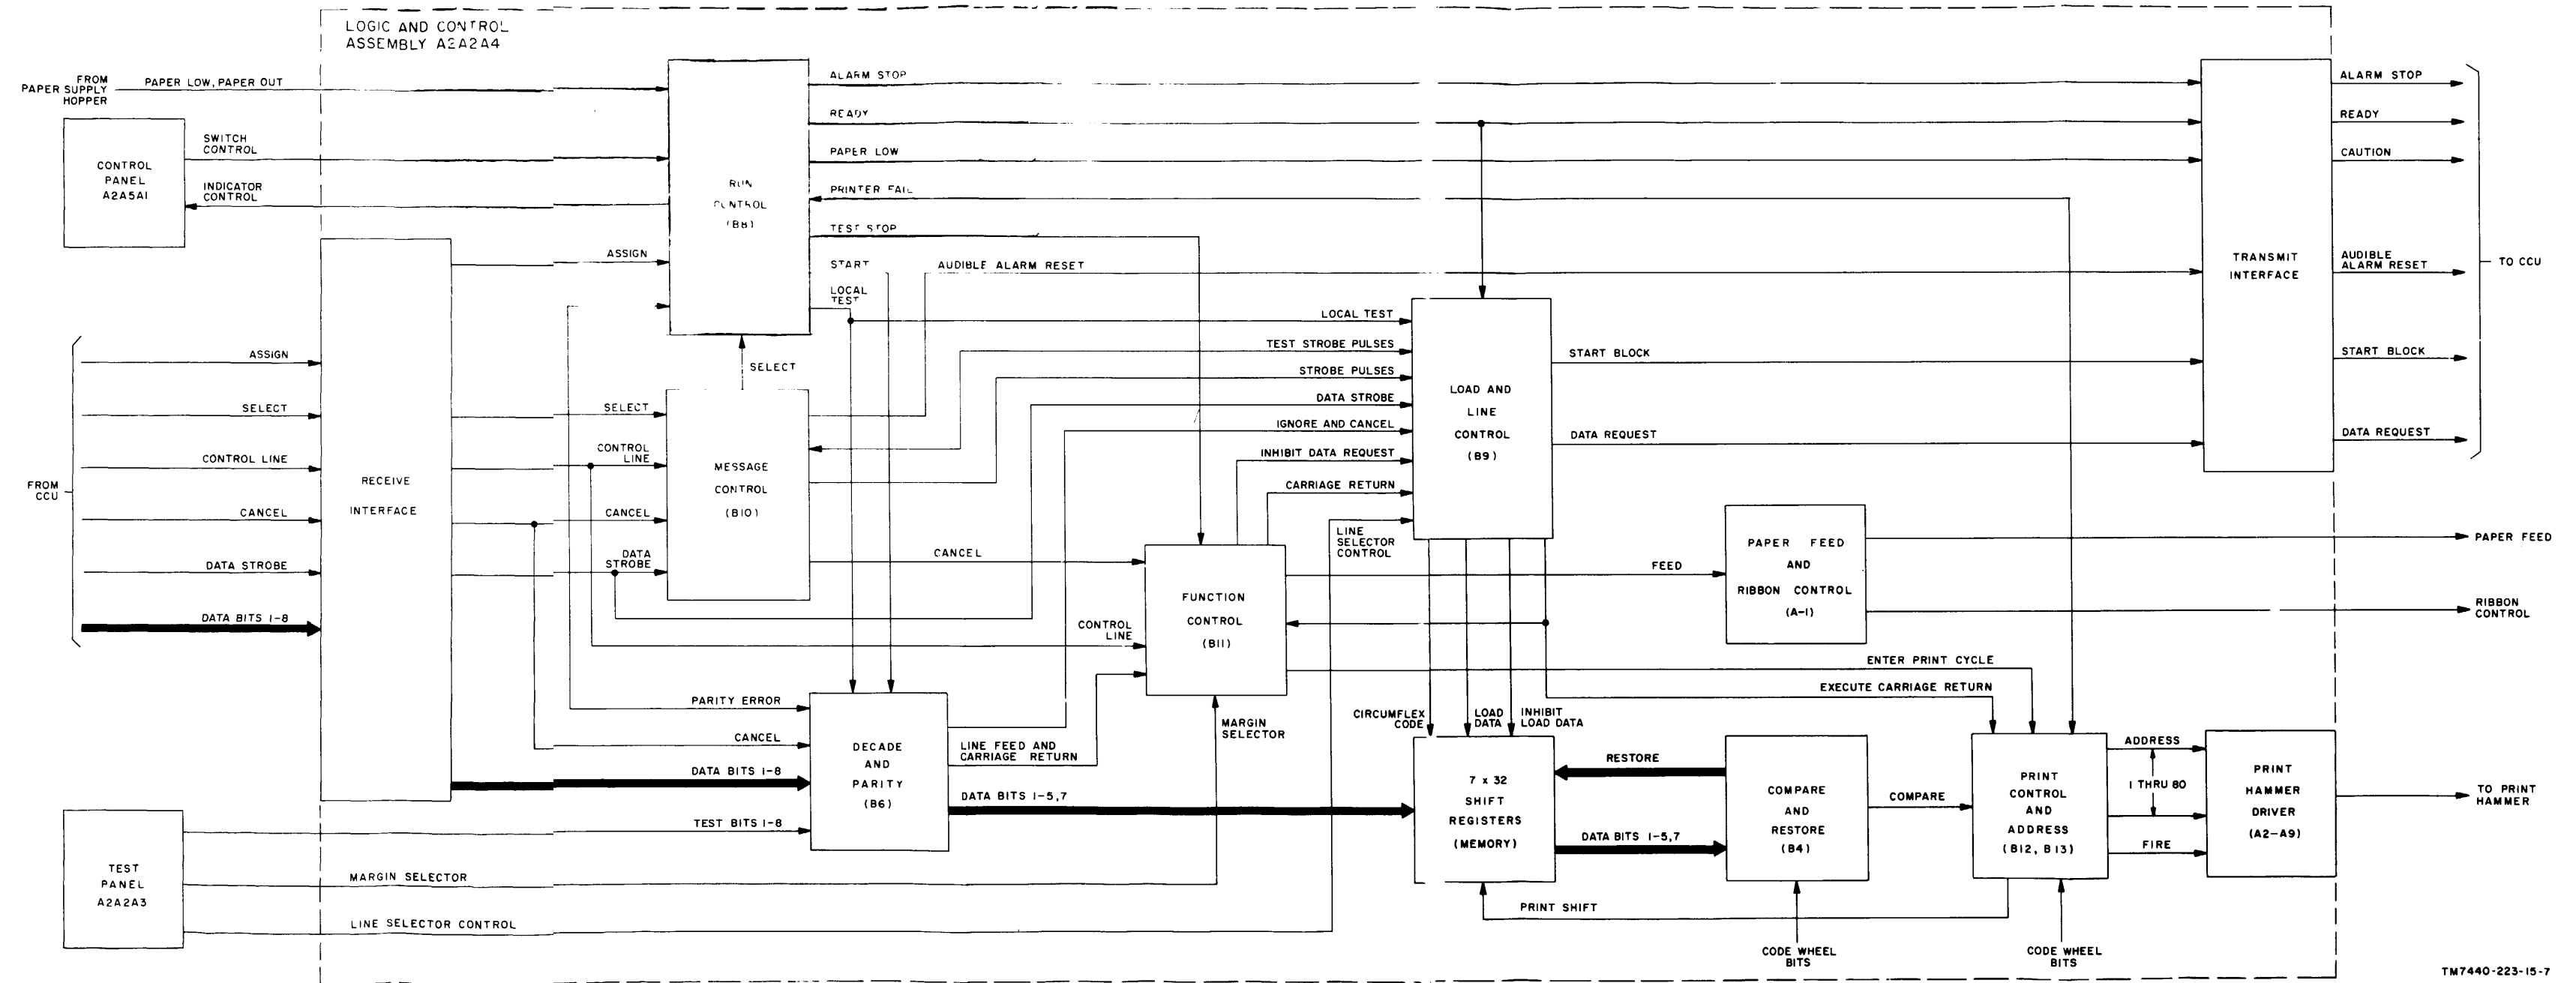 LOGIC AND CONTROL
ASSEMBLY A2A2A4
FROM
PAPER SUPPLY
HOPPER
PAPER LOW, PAPER OUT
CONTROL
PANEL
A2A5A1
SWITCH
CONTROL
INDICATOR
CONTROL
RUN
CONTROL
(B8)
ALARM STOP
READY
PAPER LOW
PRINTER FAIL
TEST STOP
START
LOCAL
TEST
AUDIBLE ALARM RESET
ASSIGN
TRANSMIT
INTERFACE
ALARM STOP
READY
CAUTION
AUDIBLE
ALARM RESET
START BLOCK
DATA REQUEST
TO CCU
FROM
CCU
ASSIGN
SELECT
CONTROL LINE
CANCEL
DATA STROBE
DATA BITS 1-8
RECEIVE
INTERFACE
SELECT
SELECT
CONTROL
LINE
CANCEL
DATA
STROBE
MESSAGE
CONTROL
(B10)
CANCEL
LOCAL TEST
TEST STROBE PULSES
STROBE PULSES
DATA STROBE
IGNORE AND CANCEL
INHIBIT DATA REQUEST
CARRIAGE RETURN
LINE
SELECTOR
CONTROL
LOAD AND
LINE
CONTROL
(B9)
START BLOCK
DATA REQUEST
CONTROL
LINE
FUNCTION
CONTROL
(B11)
FEED
PAPER FEED
AND
RIBBON CONTROL
(A-1)
PAPER FEED
RIBBON
CONTROL
ENTER PRINT CYCLE
EXECUTE CARRIAGE RETURN
PARITY ERROR
CANCEL
DATA BITS 1-8
TEST BITS 1-8
DECADE
AND
PARITY
(B6)
LINE FEED AND
CARRIAGE RETURN
DATA BITS 1-5,7
MARGIN
SELECTOR
CIRCUMFLEX
CODE
LOAD
DATA
INHIBIT
LOAD DATA
7 x 32
SHIFT
REGISTERS
(MEMORY)
RESTORE
DATA BITS 1-5,7
COMPARE
AND
RESTORE
(B4)
COMPARE
PRINT
CONTROL
AND
ADDRESS
(B12, B13)
ADDRESS
1 THRU 80
FIRE
PRINT
HAMMER
DRIVER
(A2-A9)
TO PRINT
HAMMER
TEST
PANEL
A2A2A3
MARGIN SELECTOR
LINE SELECTOR CONTROL
PRINT SHIFT
CODE WHEEL
BITS
CODE WHEEL
BITS
TM7440-223-15-7